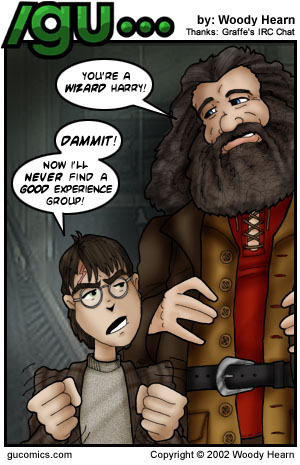 /gu...
by: Woody Hearn
Thanks: Graffe's IRC Chat
YOU'RE A
WIZARD HARRY!
DAMMIT!
NOW I'LL
NEVER FIND A
GOOD EXPERIENCE
GROUP!
gucomics.com
Copyright © 2002 Woody Hearn